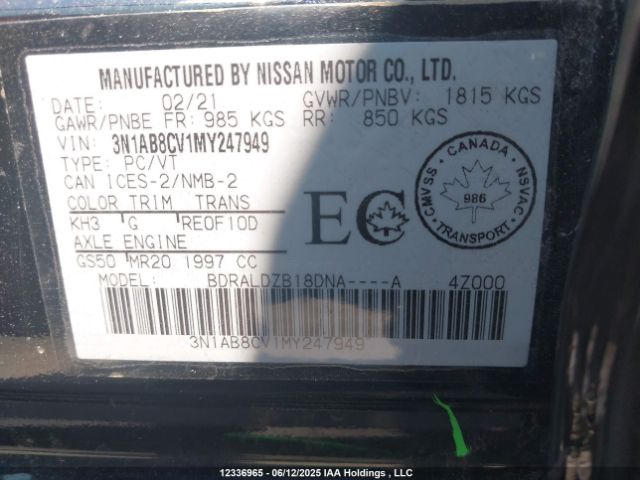 MANUFACTURED BY NISSAN MOTOR CO., LTD.
DATE: 02/21 GVWR/PNBV: 1815 KGS
GAWR/PNBE FR: 985 KGS RR: 850 KGS
VIN: 3N1AB8CV1MY247949
TYPE: PC/VT
CAN ICES-2/NMB-2
COLOR TRIM TRANS
KH3 G RE0F10D
AXLE ENGINE
GS50 MR20 1997 CC
MODEL: BDRALDZB18DNA----A 4Z000
3N1AB8CV1MY247949
EC
CANADA
CMVSS
NSVAC
986
TRANSPORT
12336965 - 06/12/2025 IAA Holdings , LLC